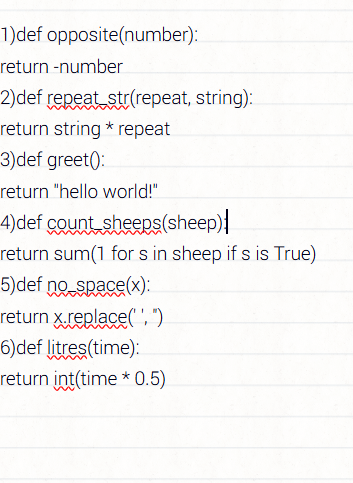 1)def opposite(number):
return -number
2)def repeat_str(repeat, string):
return string * repeat
3)def greet():
return "hello world!"
4)def count_sheeps(sheep):
return sum(1 for s in sheep if s is True)
5)def no_space(x):
return x.replace(' ', '')
6)def litres(time):
return int(time * 0.5)